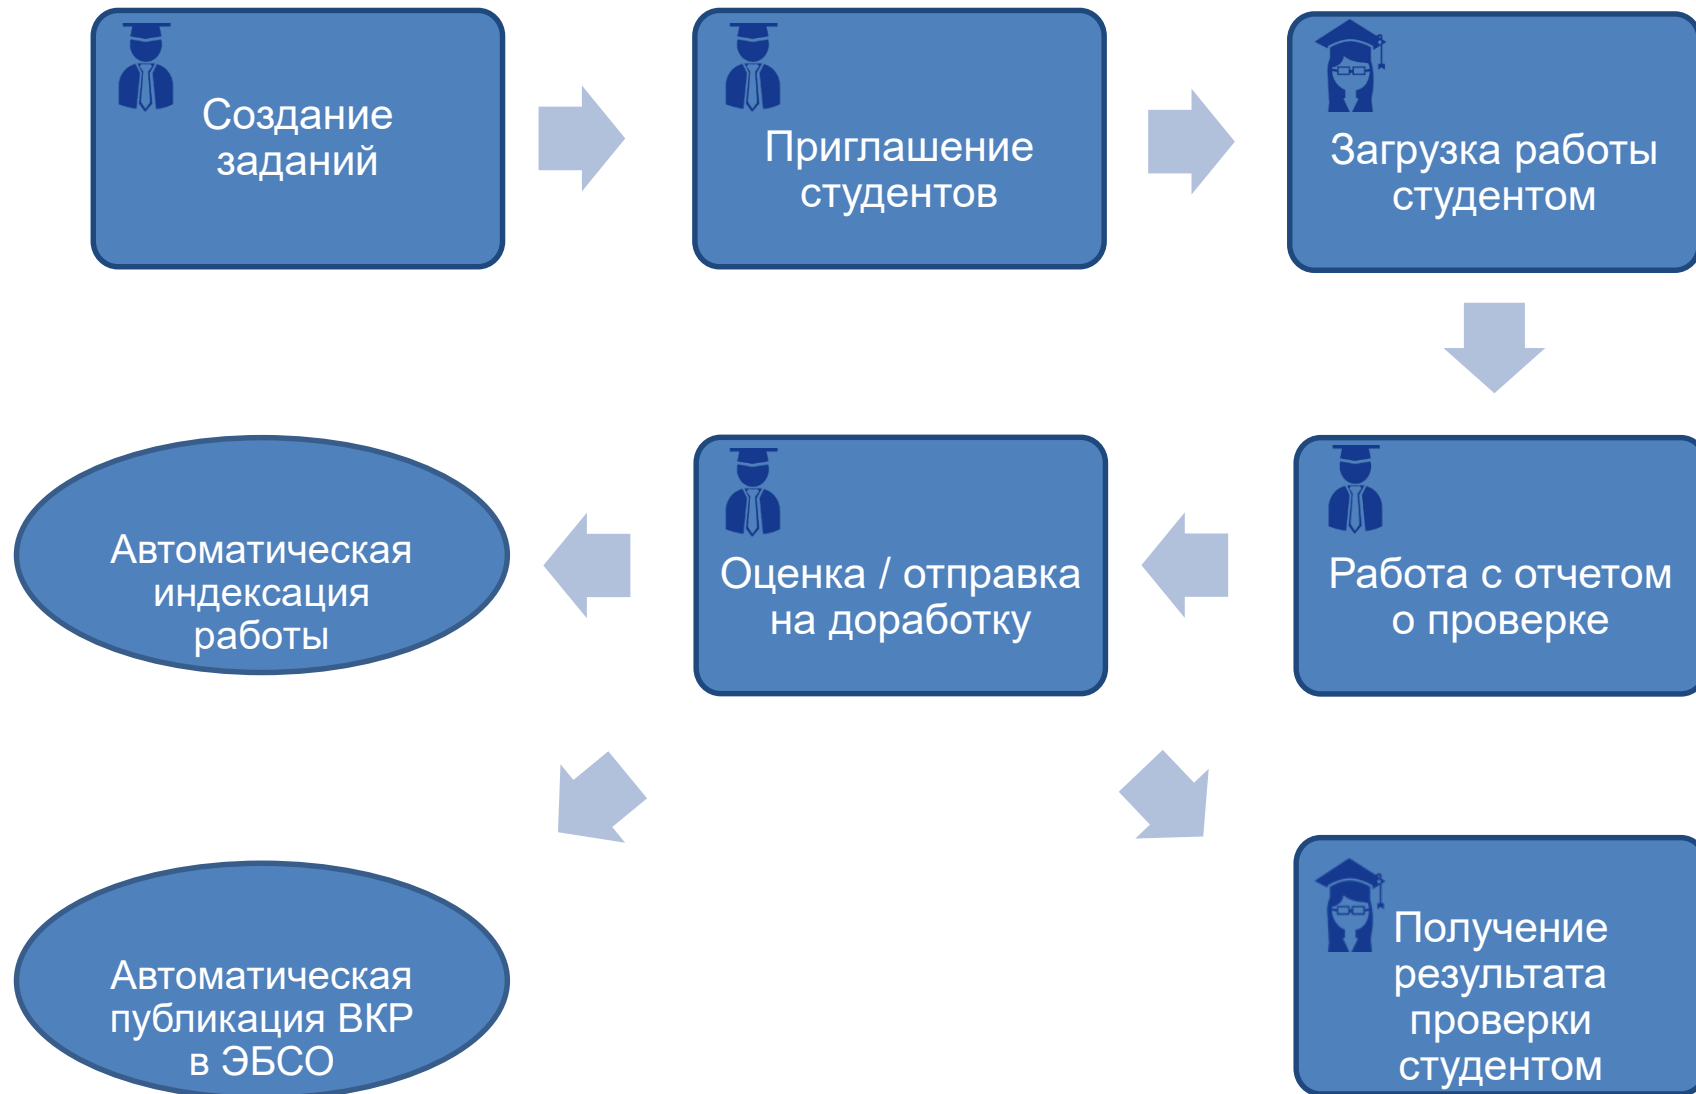 Создание
заданий
Приглашение
студентов
Загрузка работы
студентом
Автоматическая
индексация
работы
Оценка / отправка
на доработку
Работа с отчетом
о проверке
Автоматическая
публикация ВКР
в ЭБСО
Получение
результата
проверки
студентом